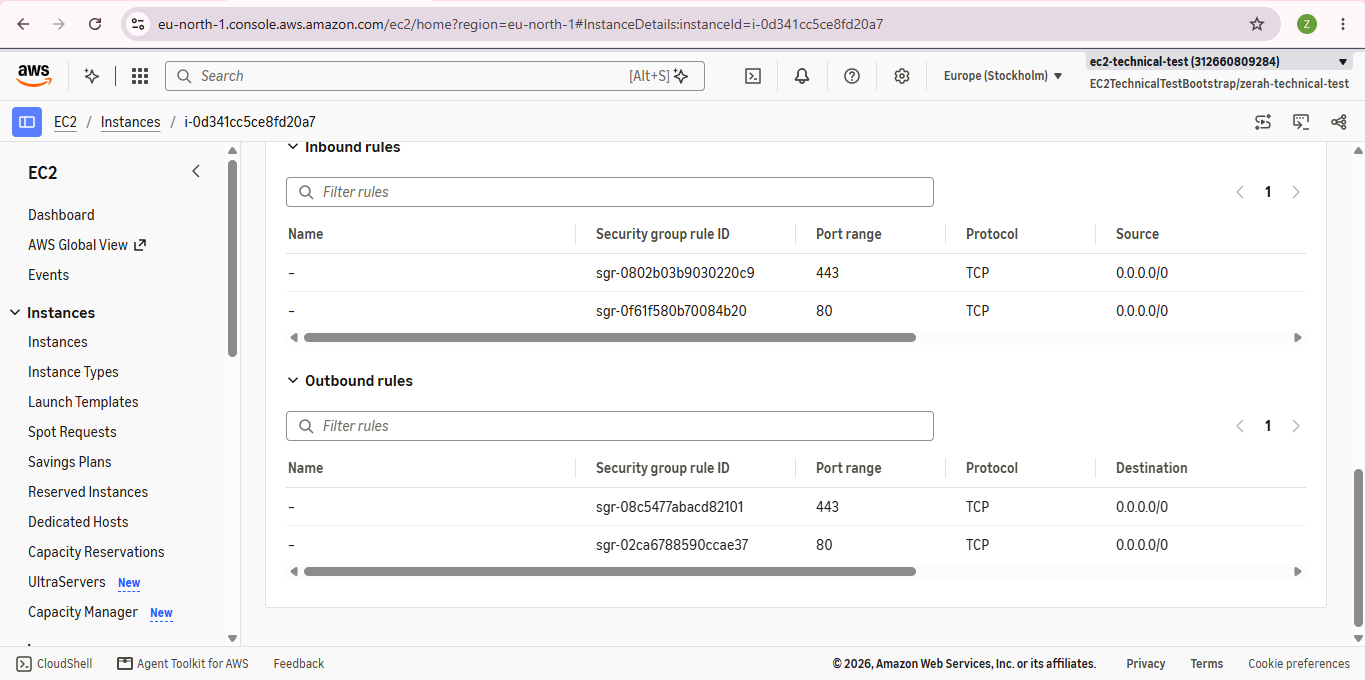 eu-north-1.console.aws.amazon.com/ec2/home?region=eu-north-1#InstanceDetails:instanceId=i-0d341cc5ce8fd20a7
Z
aws
Search
[Alt+S]
Europe (Stockholm)
ec2-technical-test (312660809284)
EC2TechnicalTestBootstrap/zerah-technical-test
EC2 / Instances / i-0d341cc5ce8fd20a7
EC2
Dashboard
AWS Global View
Events
Instances
Instances
Instance Types
Launch Templates
Spot Requests
Savings Plans
Reserved Instances
Dedicated Hosts
Capacity Reservations
UltraServers New
Capacity Manager New
Inbound rules
Filter rules
1
Name Security group rule ID Port range Protocol Source
– sgr-0802b03b9030220c9 443 TCP 0.0.0.0/0
– sgr-0f61f580b70084b20 80 TCP 0.0.0.0/0
Outbound rules
Filter rules
1
Name Security group rule ID Port range Protocol Destination
– sgr-08c5477abacd82101 443 TCP 0.0.0.0/0
– sgr-02ca6788590ccae37 80 TCP 0.0.0.0/0
CloudShell Agent Toolkit for AWS Feedback © 2026, Amazon Web Services, Inc. or its affiliates. Privacy Terms Cookie preferences